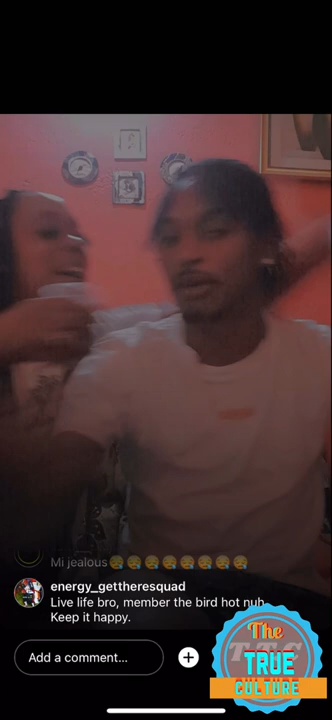 Mi jealous😪😪😪😪😪😪😪😪
energy_gettheresquad
Live life bro, member the bird hot nuh
Keep it happy.
Add a comment...
The
TRUE
CULTURE